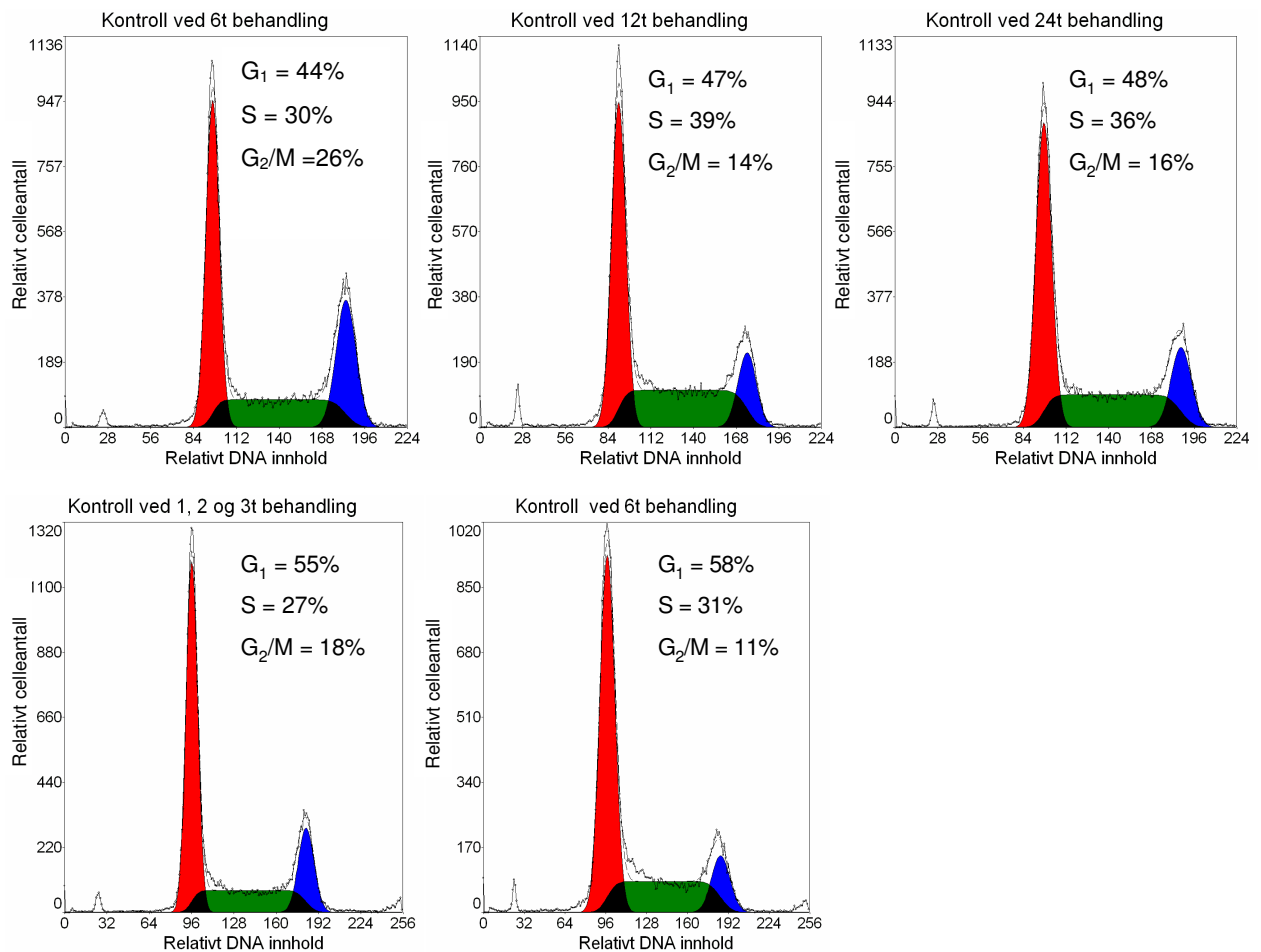 Kontroll ved 6t behandling
G1 = 44%
S = 30%
G2/M =26%
Relativt celleantall
1136
947
757
568
378
189
0
0 28 56 84 112 140 168 196 224
Relativt DNA innhold
Kontroll ved 12t behandling
G1 = 47%
S = 39%
G2/M = 14%
Relativt celleantall
1140
950
760
570
380
190
0
0 28 56 84 112 140 168 196 224
Relativt DNA innhold
Kontroll ved 24t behandling
G1 = 48%
S = 36%
G2/M = 16%
Relativt celleantall
1133
944
755
566
377
188
0
0 28 56 84 112 140 168 196 224
Relativt DNA innhold
Kontroll ved 1, 2 og 3t behandling
G1 = 55%
S = 27%
G2/M = 18%
Relativt celleantall
1320
1100
880
660
440
220
0
0 32 64 96 128 160 192 224 256
Relativt DNA innhold
Kontroll ved 6t behandling
G1 = 58%
S = 31%
G2/M = 11%
Relativt celleantall
1020
850
680
510
340
170
0
0 32 64 96 128 160 192 224 256
Relativt DNA innhold